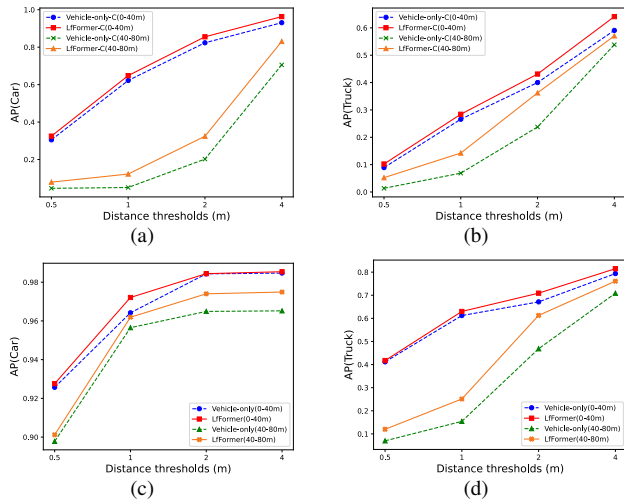 1.0
0.8
0.6
0.4
0.2
AP(Car)
Vehicle-only-C(0-40m)
LfFormer-C(0-40m)
Vehicle-only-C(40-80m)
LfFormer-C(40-80m)
0.5 1 2 4
Distance thresholds (m)
(a)
0.6
0.5
0.4
0.3
0.2
0.1
0.0
AP(Truck)
Vehicle-only-C(0-40m)
LfFormer-C(0-40m)
Vehicle-only-C(40-80m)
LfFormer(40-80m)
0.5 1 2 4
Distance thresholds (m)
(b)
0.98
0.96
0.94
0.92
0.90
AP(Car)
Vehicle-only(0-40m)
LfFormer(0-40m)
Vehicle-only(40-80m)
LfFormer(40-80m)
0.5 1 2 4
Distance thresholds (m)
(c)
0.8
0.7
0.6
0.5
0.4
0.3
0.2
0.1
AP(Truck)
Vehicle-only(0-40m)
LfFormer(0-40m)
Vehicle-only(40-80m)
LfFormer(40-80m)
0.5 1 2 4
Distance thresholds (m)
(d)